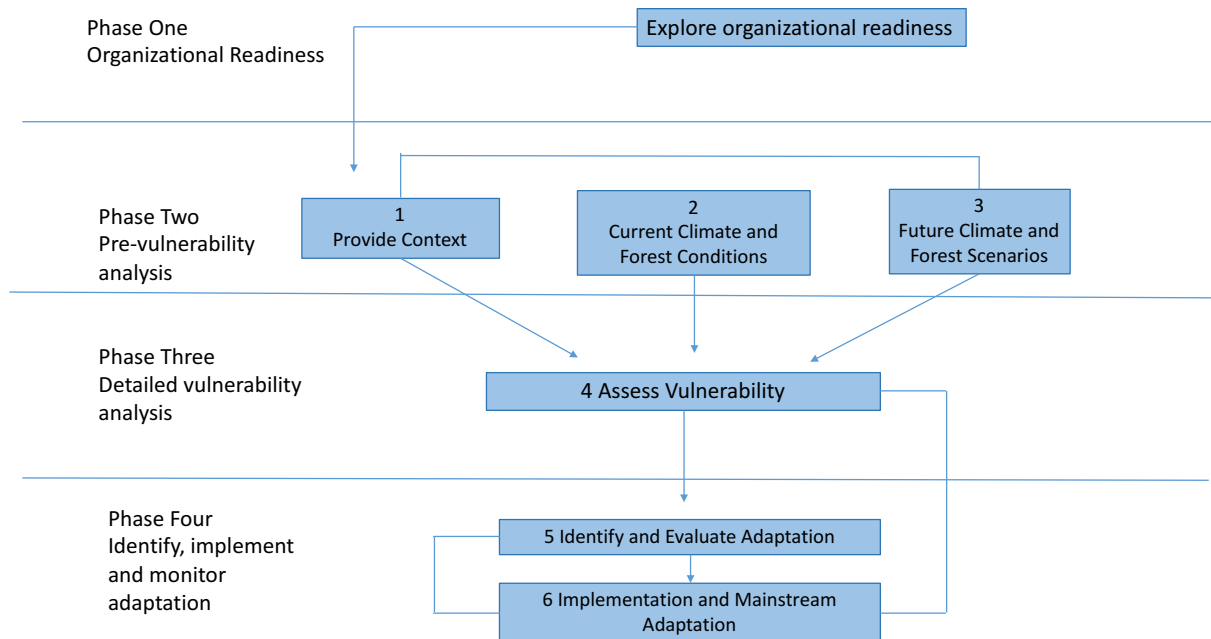 Phase One
Organizational Readiness
Explore organizational readiness
Phase Two
Pre-vulnerability
analysis
1
Provide Context
2
Current Climate and
Forest Conditions
3
Future Climate and
Forest Scenarios
Phase Three
Detailed vulnerability
analysis
4 Assess Vulnerability
Phase Four
Identify, implement
and monitor
adaptation
5 Identify and Evaluate Adaptation
6 Implementation and Mainstream
Adaptation